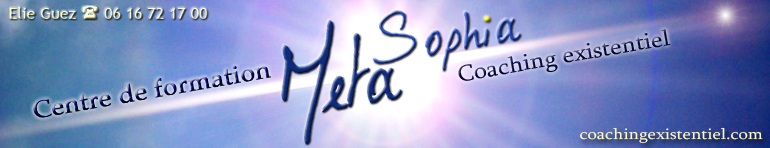 Elie Guez ☎ 06 16 72 17 00
Centre de formation
Meta Sophia
Coaching existentiel
coachingexistentiel.com